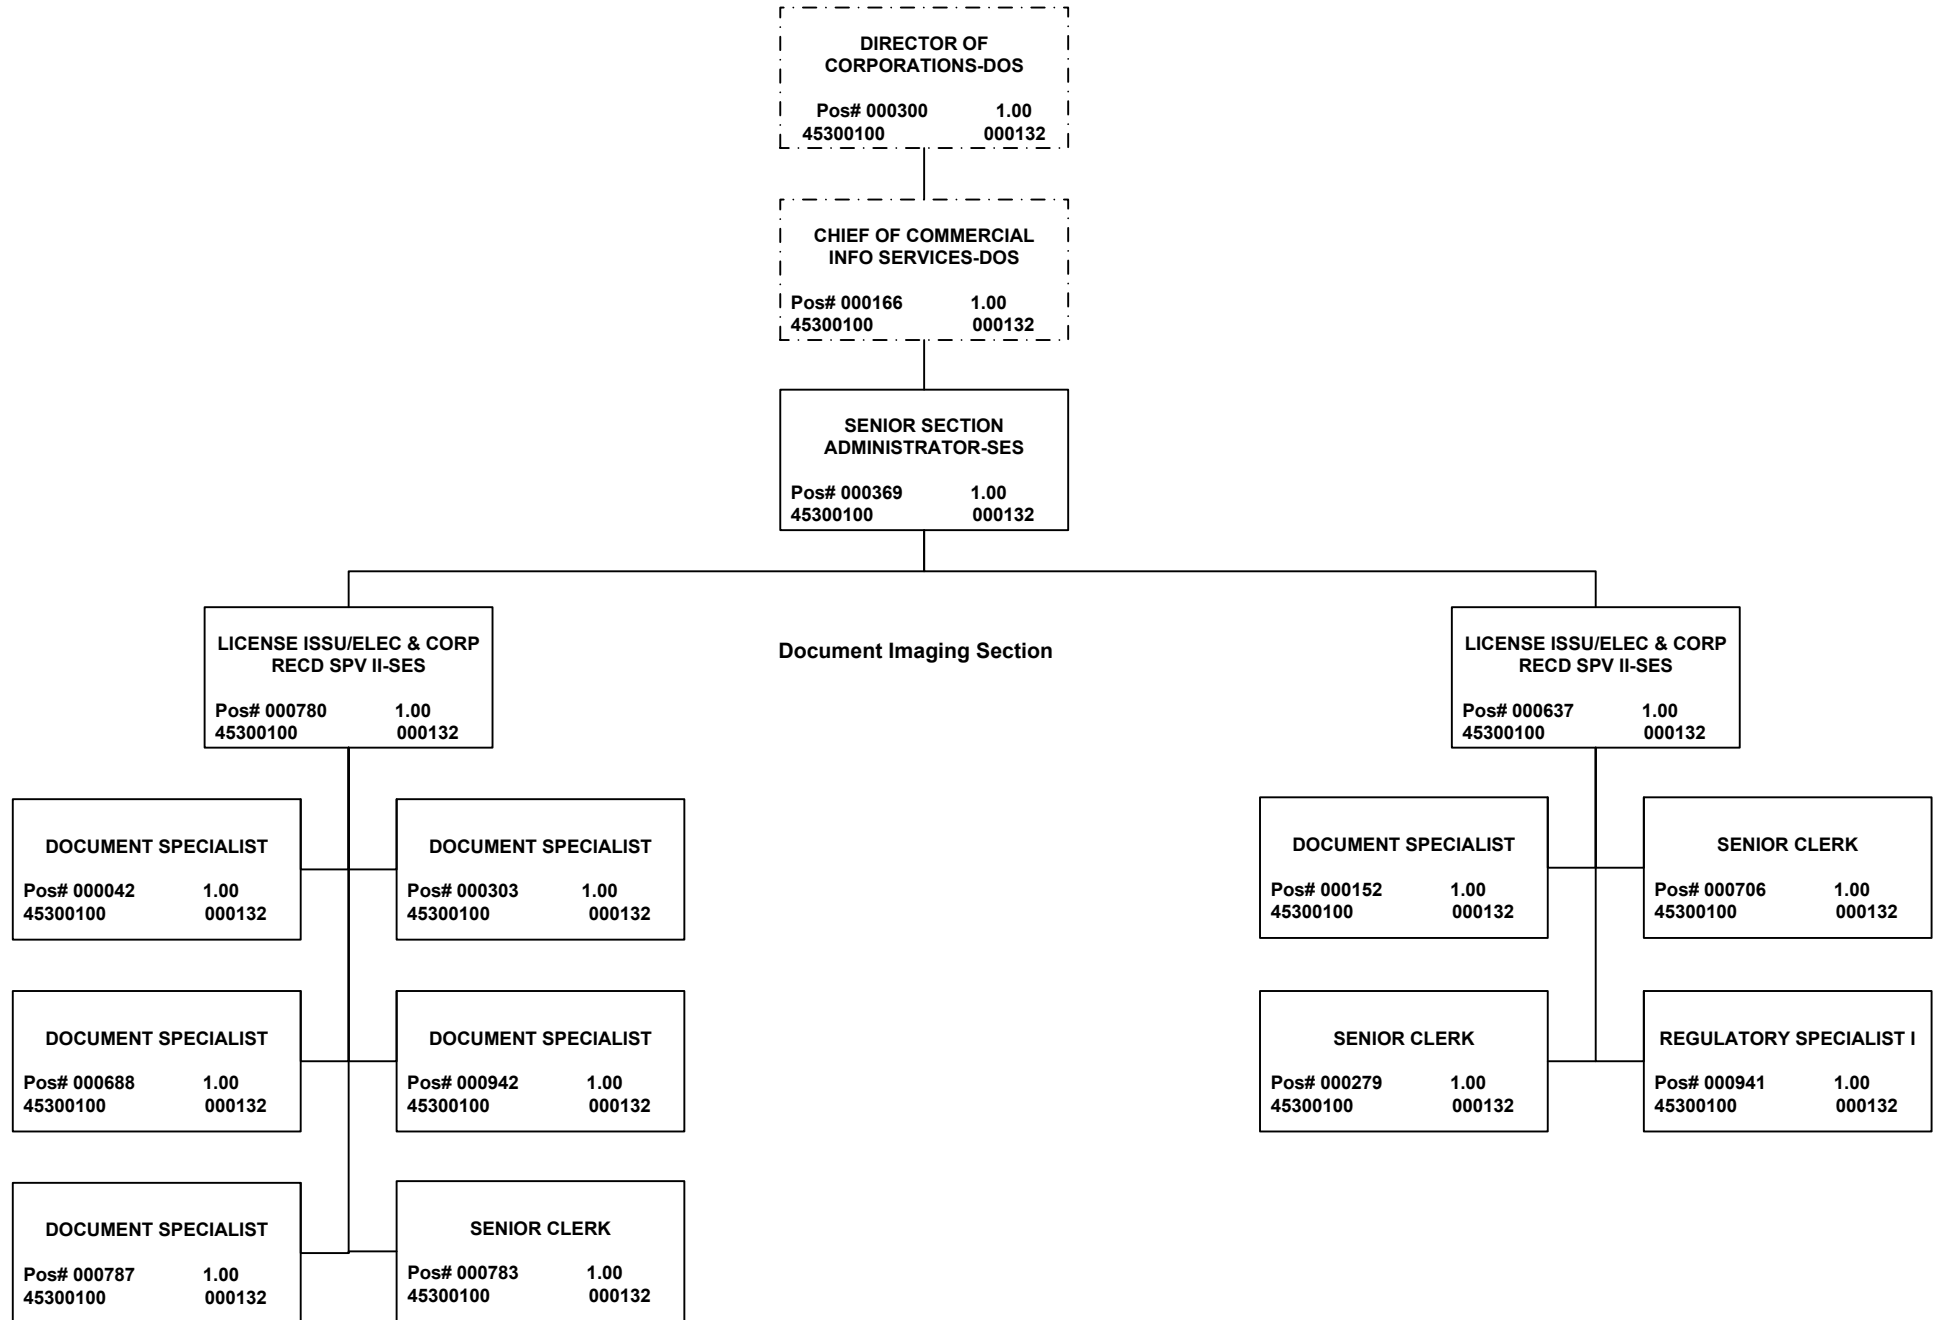 DIRECTOR OF
CORPORATIONS-DOS
Pos# 000300 1.00
45300100 000132
CHIEF OF COMMERCIAL
INFO SERVICES-DOS
Pos# 000166 1.00
45300100 000132
SENIOR SECTION
ADMINISTRATOR-SES
Pos# 000369 1.00
45300100 000132
LICENSE ISSU/ELEC & CORP
RECD SPV II-SES
Pos# 000780 1.00
45300100 000132
Document Imaging Section
LICENSE ISSU/ELEC & CORP
RECD SPV II-SES
Pos# 000637 1.00
45300100 000132
DOCUMENT SPECIALIST
Pos# 000042 1.00
45300100 000132
DOCUMENT SPECIALIST
Pos# 000303 1.00
45300100 000132
DOCUMENT SPECIALIST
Pos# 000152 1.00
45300100 000132
SENIOR CLERK
Pos# 000706 1.00
45300100 000132
DOCUMENT SPECIALIST
Pos# 000688 1.00
45300100 000132
DOCUMENT SPECIALIST
Pos# 000942 1.00
45300100 000132
SENIOR CLERK
Pos# 000279 1.00
45300100 000132
REGULATORY SPECIALIST I
Pos# 000941 1.00
45300100 000132
DOCUMENT SPECIALIST
Pos# 000787 1.00
45300100 000132
SENIOR CLERK
Pos# 000783 1.00
45300100 000132